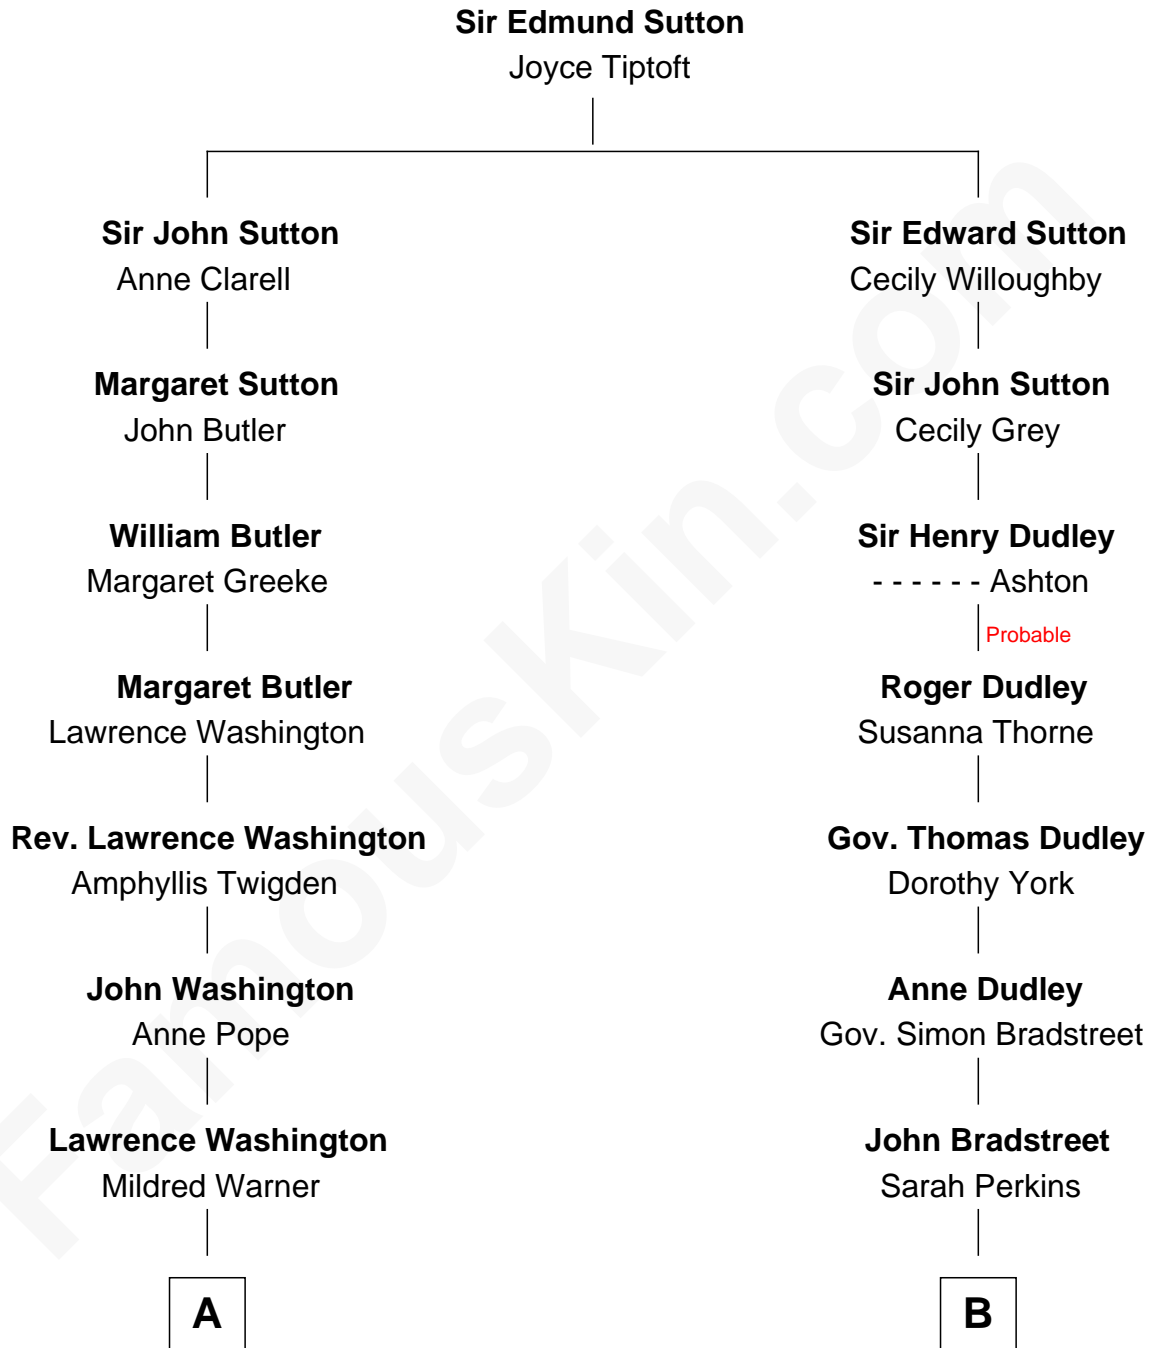 Sir Edmund Sutton
Joyce Tiptoft
Sir John Sutton
Anne Clarell
Sir Edward Sutton
Cecily Willoughby
Margaret Sutton
John Butler
Sir John Sutton
Cecily Grey
William Butler
Margaret Greeke
Sir Henry Dudley
- - - - - - Ashton
Probable
Margaret Butler
Lawrence Washington
Roger Dudley
Susanna Thorne
Rev. Lawrence Washington
Amphyllis Twigden
Gov. Thomas Dudley
Dorothy York
John Washington
Anne Pope
Anne Dudley
Gov. Simon Bradstreet
Lawrence Washington
Mildred Warner
John Bradstreet
Sarah Perkins
A
B
FamousKin.com